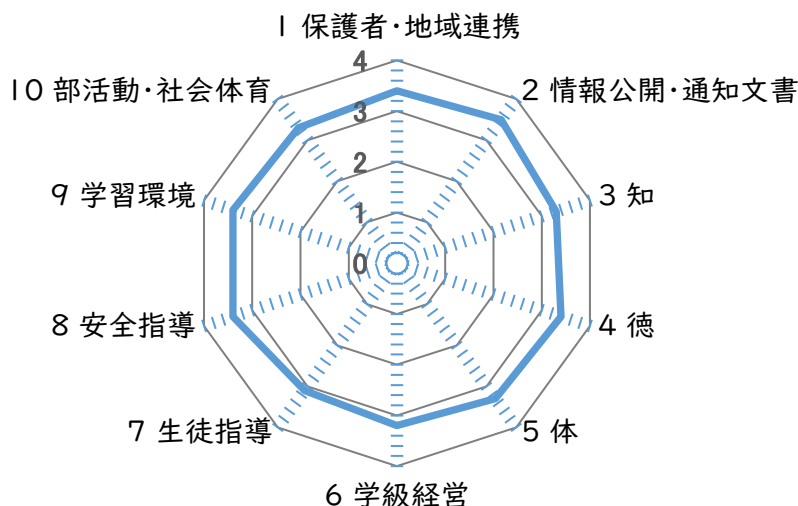 1 保護者・地域連携
2 情報公開・通知文書
3 知
4 徳
5 体
6 学級経営
7 生徒指導
8 安全指導
9 学習環境
10 部活動・社会体育
4
3
2
1
0